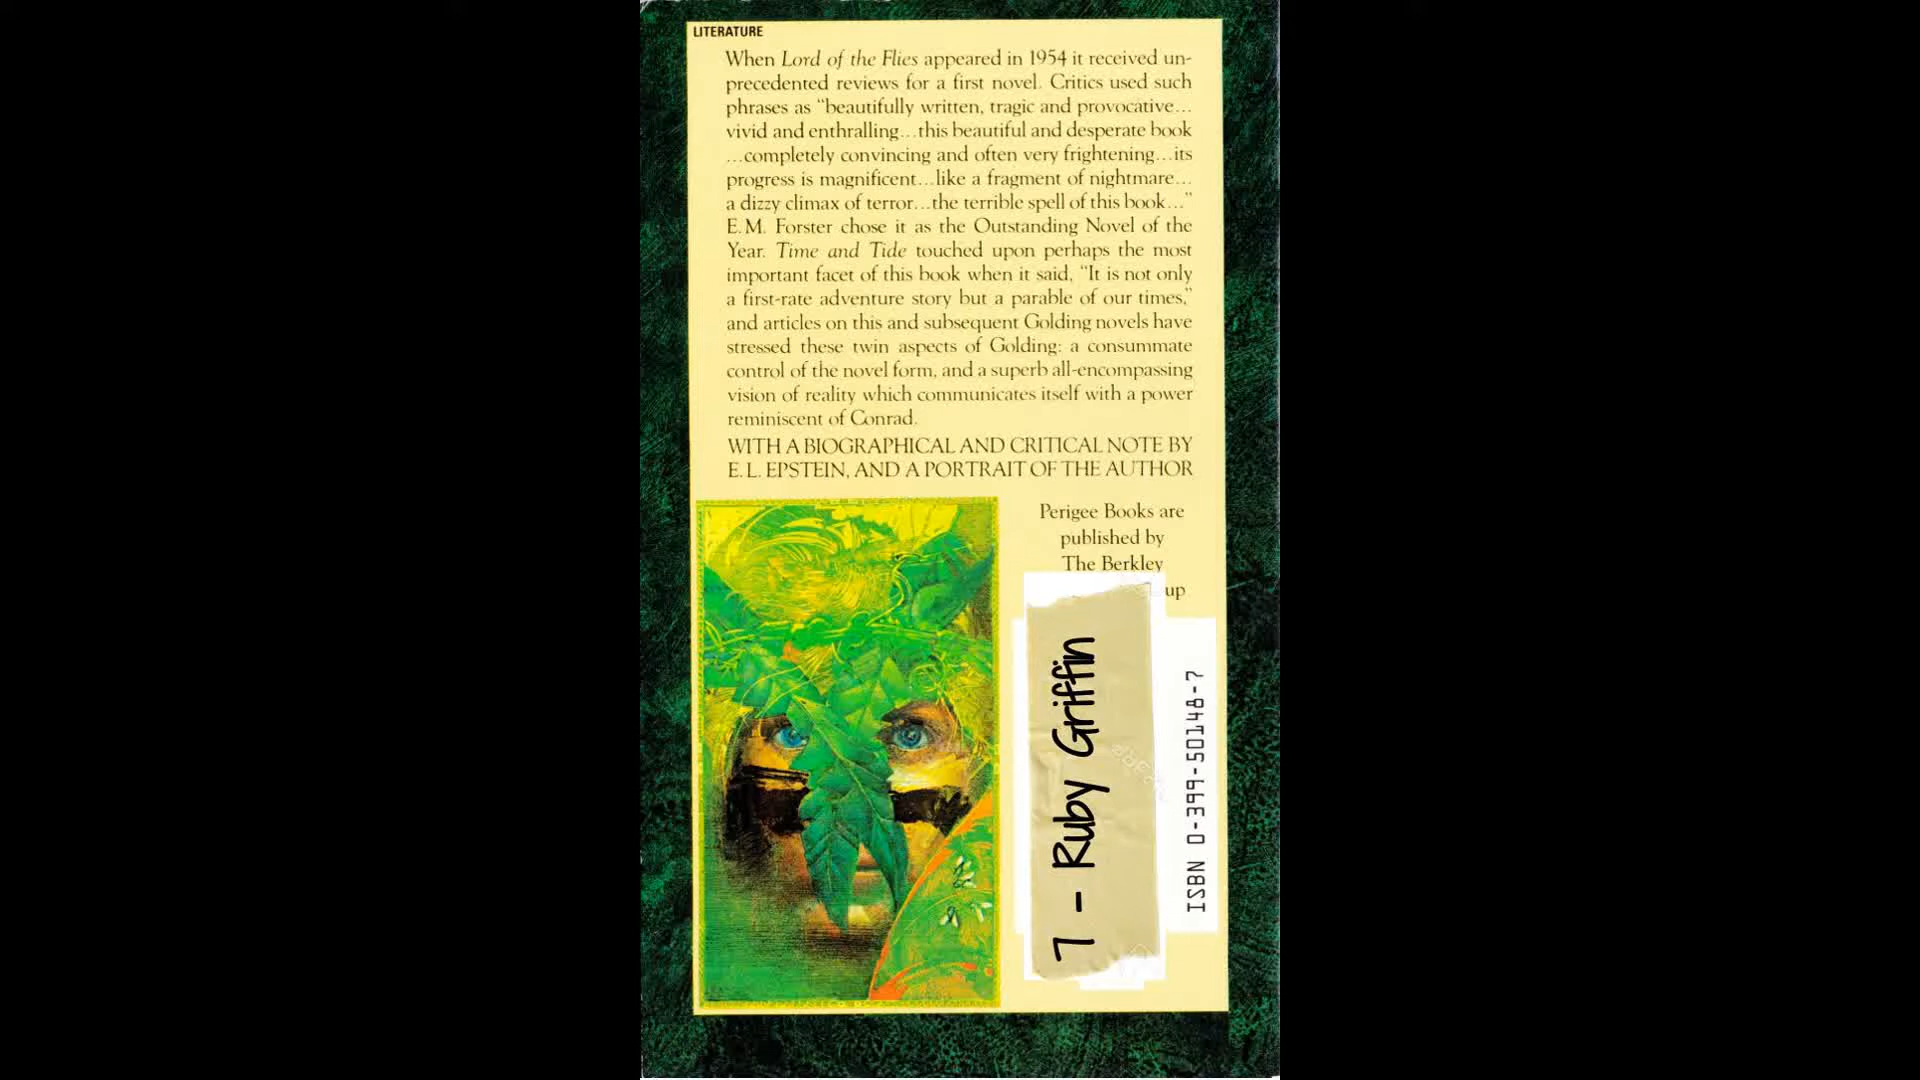 LITERATURE
When Lord of the Flies appeared in 1954 it received un-
precedented reviews for a first novel. Critics used such
phrases as “beautifully written, tragic and provocative...
vivid and enthralling...this beautiful and desperate book
...completely convincing and often very frightening...its
progress is magnificent...like a fragment of nightmare...
a dizzy climax of terror...the terrible spell of this book...”
E.M. Forster chose it as the Outstanding Novel of the
Year. Time and Tide touched upon perhaps the most
important facet of this book when it said, “It is not only
a first-rate adventure story but a parable of our times,”
and articles on this and subsequent Golding novels have
stressed these twin aspects of Golding: a consummate
control of the novel form, and a superb all-encompassing
vision of reality which communicates itself with a power
reminiscent of Conrad.
WITH A BIOGRAPHICAL AND CRITICAL NOTE BY
E. L. EPSTEIN, AND A PORTRAIT OF THE AUTHOR
Perigee Books are
published by
The Berkley
up
7 - Ruby Griffin
ISBN 0-399-50148-7